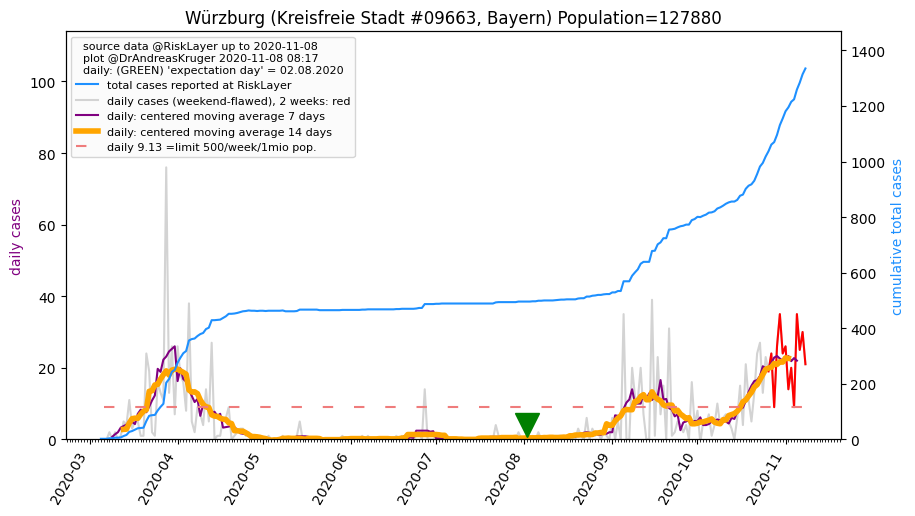 Würzburg (Kreisfreie Stadt #09663, Bayern) Population=127880
source data @RiskLayer up to 2020-11-08
plot @DrAndreasKruger 2020-11-08 08:17
daily: (GREEN) 'expectation day' = 02.08.2020
total cases reported at RiskLayer
daily cases (weekend-flawed), 2 weeks: red
daily: centered moving average 7 days
daily: centered moving average 14 days
daily 9.13 =limit 500/week/1mio pop.
daily cases
100
80
60
40
20
0
cumulative total cases
1400
1200
1000
800
600
400
200
0
2020-03
2020-04
2020-05
2020-06
2020-07
2020-08
2020-09
2020-10
2020-11